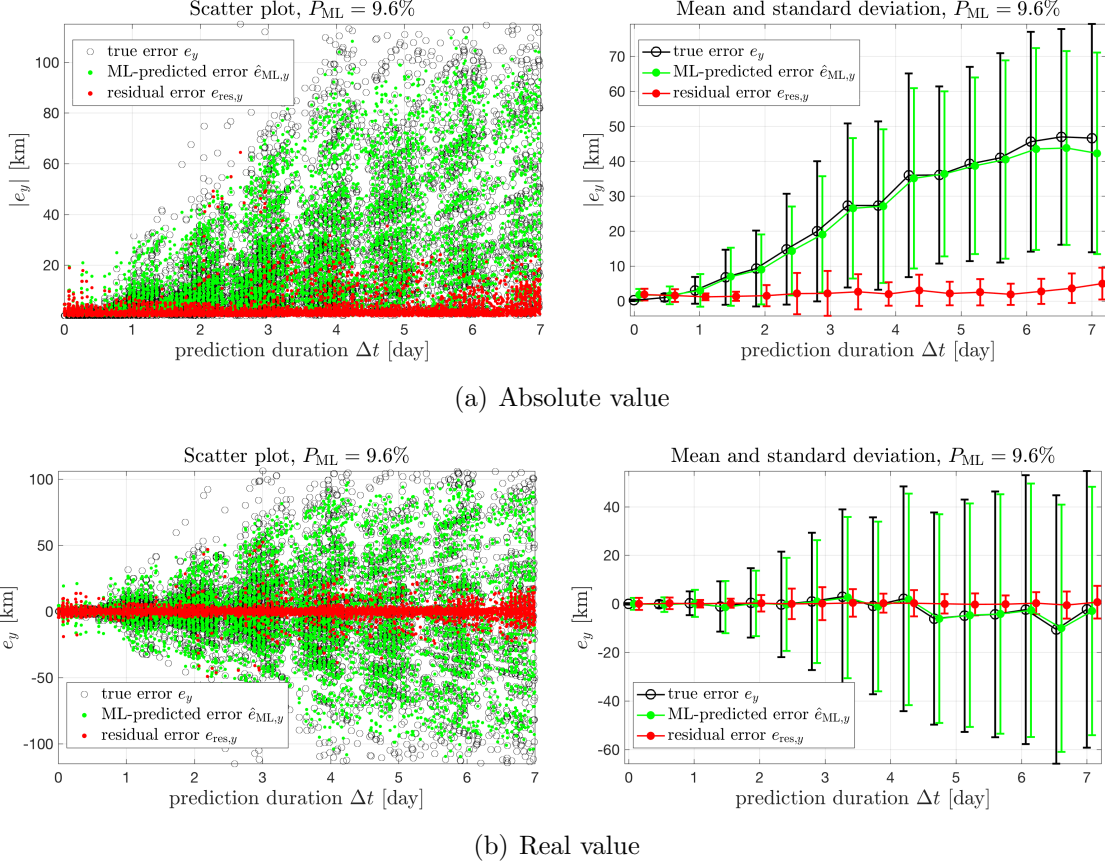 Scatter plot, P_ML = 9.6%
true error e_y
ML-predicted error ê_ML,y
residual error e_res,y
|e_y| [km]
100
80
60
40
20
0 1 2 3 4 5 6 7
prediction duration Δt [day]
Mean and standard deviation, P_ML = 9.6%
true error e_y
ML-predicted error ê_ML,y
residual error e_res,y
|e_y| [km]
70
60
50
40
30
20
10
0
0 1 2 3 4 5 6 7
prediction duration Δt [day]
(a) Absolute value
Scatter plot, P_ML = 9.6%
e_y [km]
100
50
0
-50
-100
true error e_y
ML-predicted error ê_ML,y
residual error e_res,y
0 1 2 3 4 5 6 7
prediction duration Δt [day]
Mean and standard deviation, P_ML = 9.6%
e_y [km]
40
20
0
-20
-40
-60
true error e_y
ML-predicted error ê_ML,y
residual error e_res,y
0 1 2 3 4 5 6 7
prediction duration Δt [day]
(b) Real value